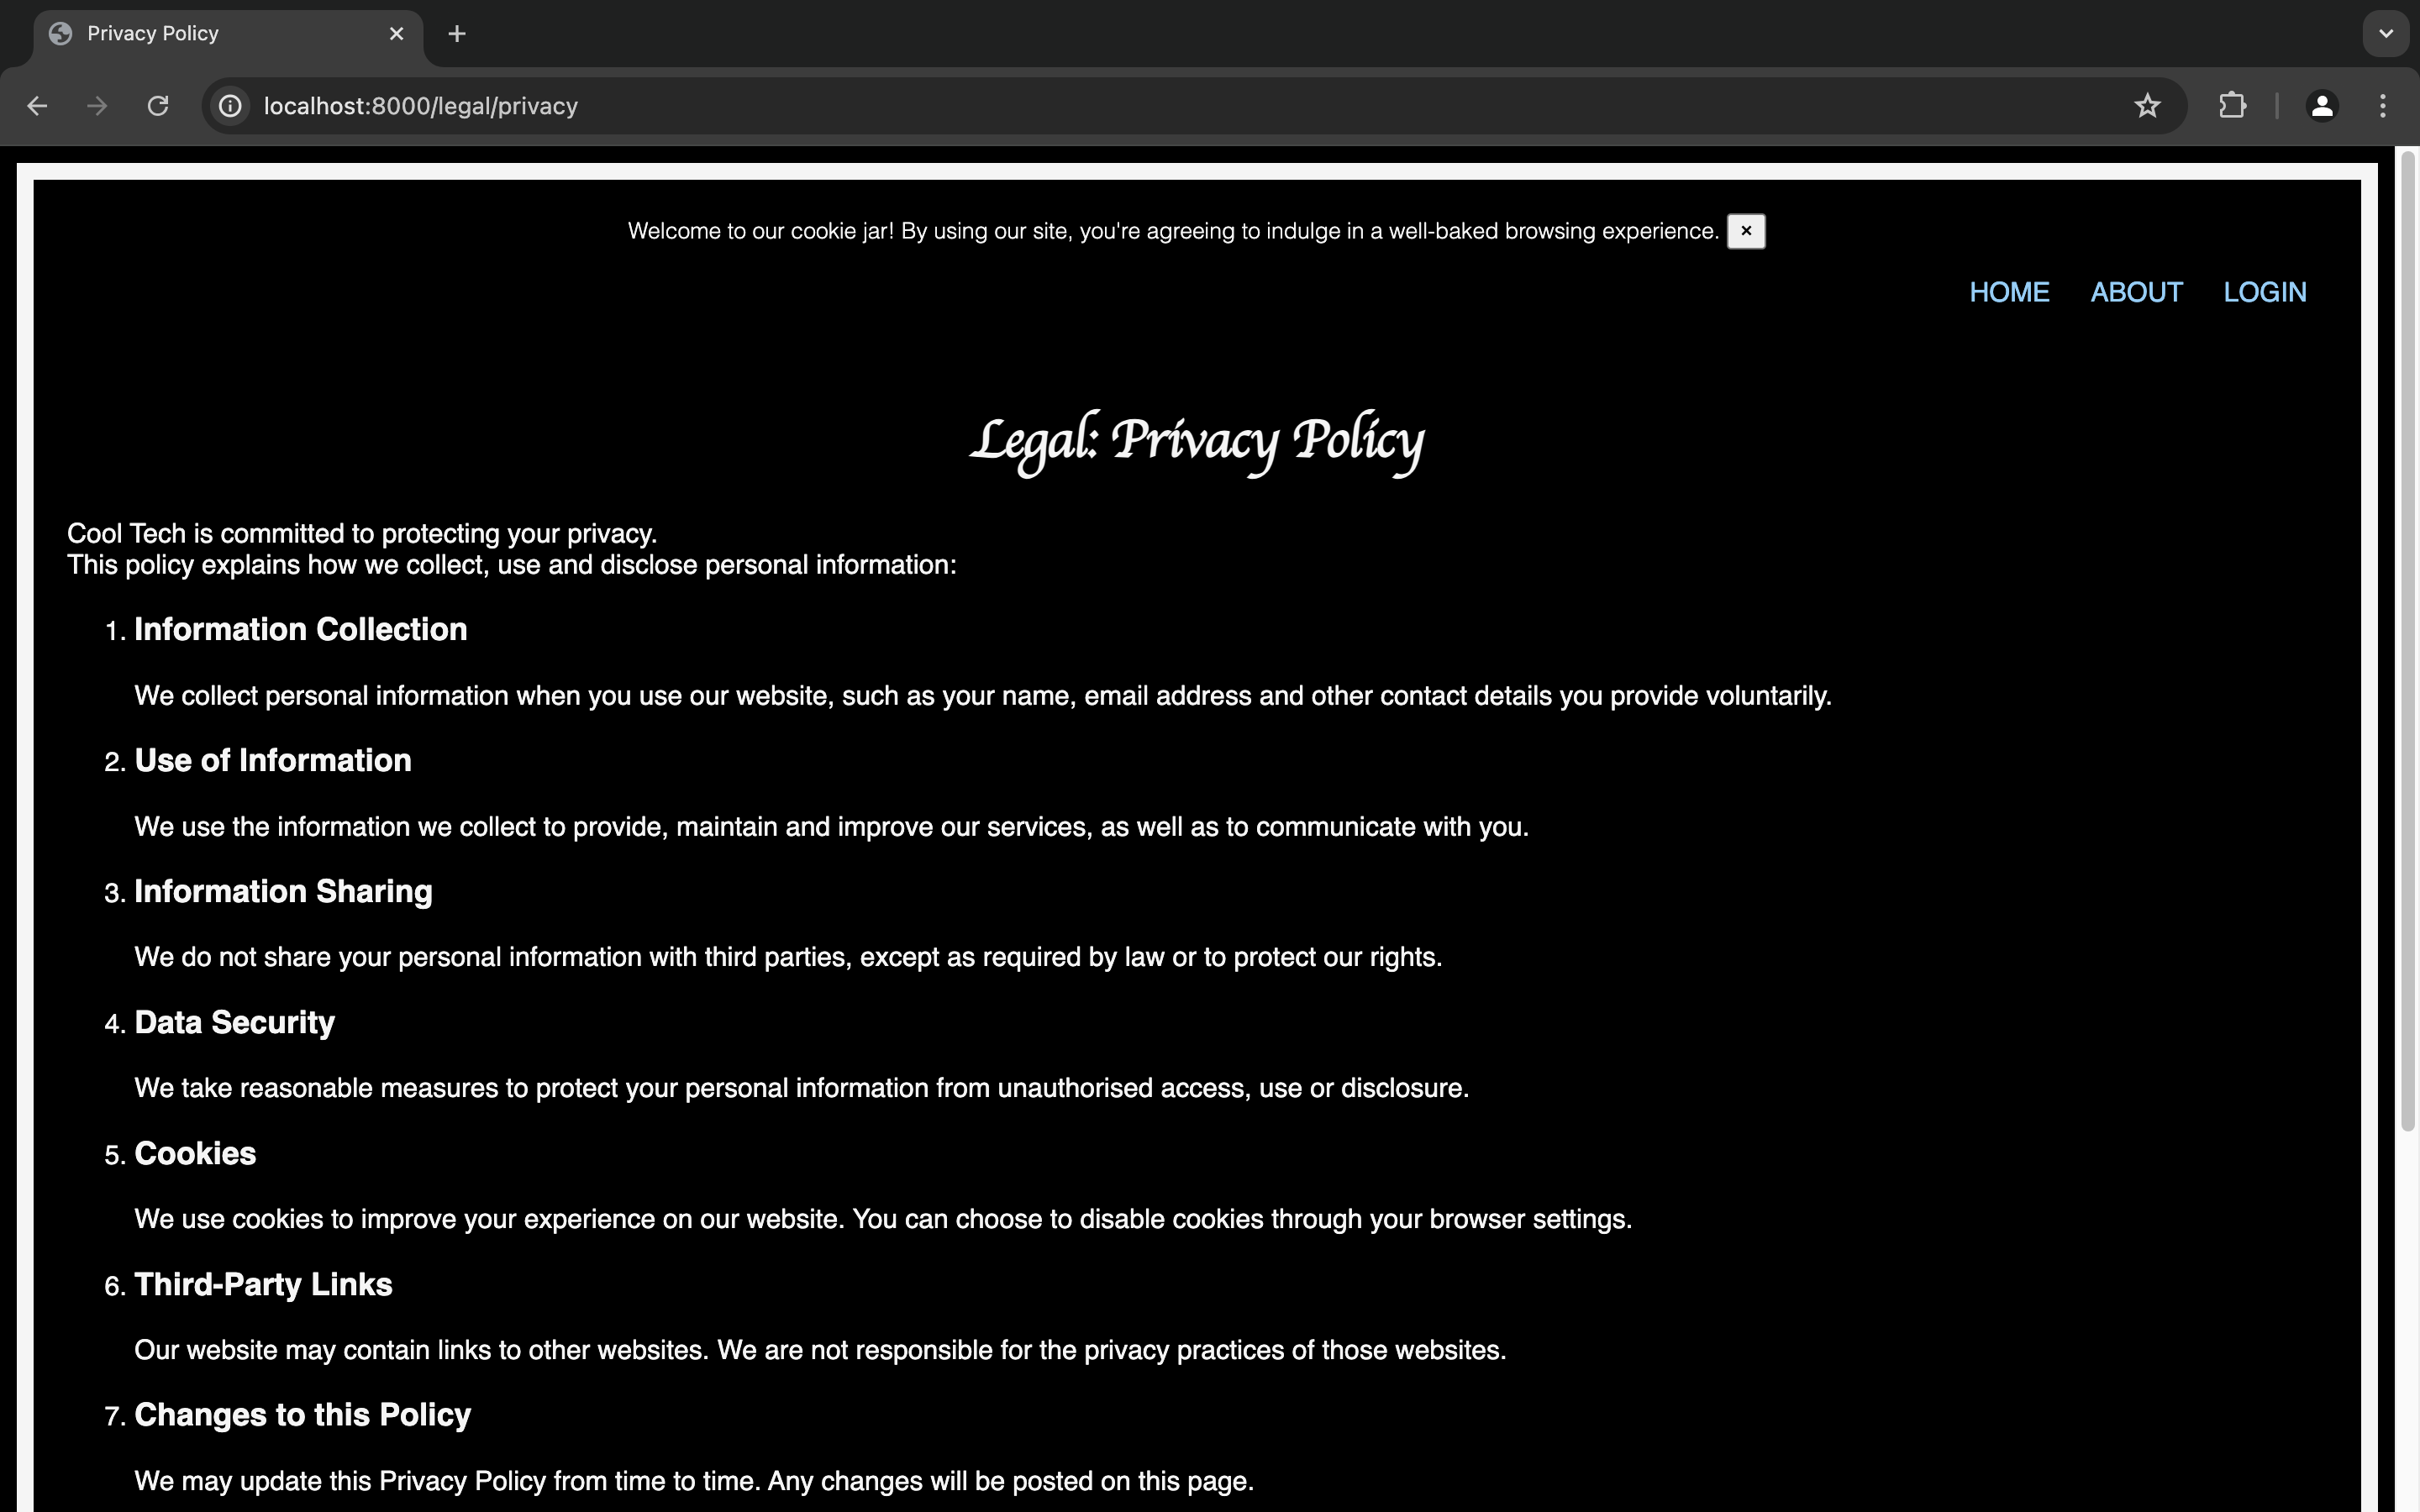 Privacy Policy
localhost:8000/legal/privacy
Welcome to our cookie jar! By using our site, you're agreeing to indulge in a well-baked browsing experience. ×
HOME ABOUT LOGIN
Legal: Privacy Policy
Cool Tech is committed to protecting your privacy.
This policy explains how we collect, use and disclose personal information:
1. Information Collection
We collect personal information when you use our website, such as your name, email address and other contact details you provide voluntarily.
2. Use of Information
We use the information we collect to provide, maintain and improve our services, as well as to communicate with you.
3. Information Sharing
We do not share your personal information with third parties, except as required by law or to protect our rights.
4. Data Security
We take reasonable measures to protect your personal information from unauthorised access, use or disclosure.
5. Cookies
We use cookies to improve your experience on our website. You can choose to disable cookies through your browser settings.
6. Third-Party Links
Our website may contain links to other websites. We are not responsible for the privacy practices of those websites.
7. Changes to this Policy
We may update this Privacy Policy from time to time. Any changes will be posted on this page.